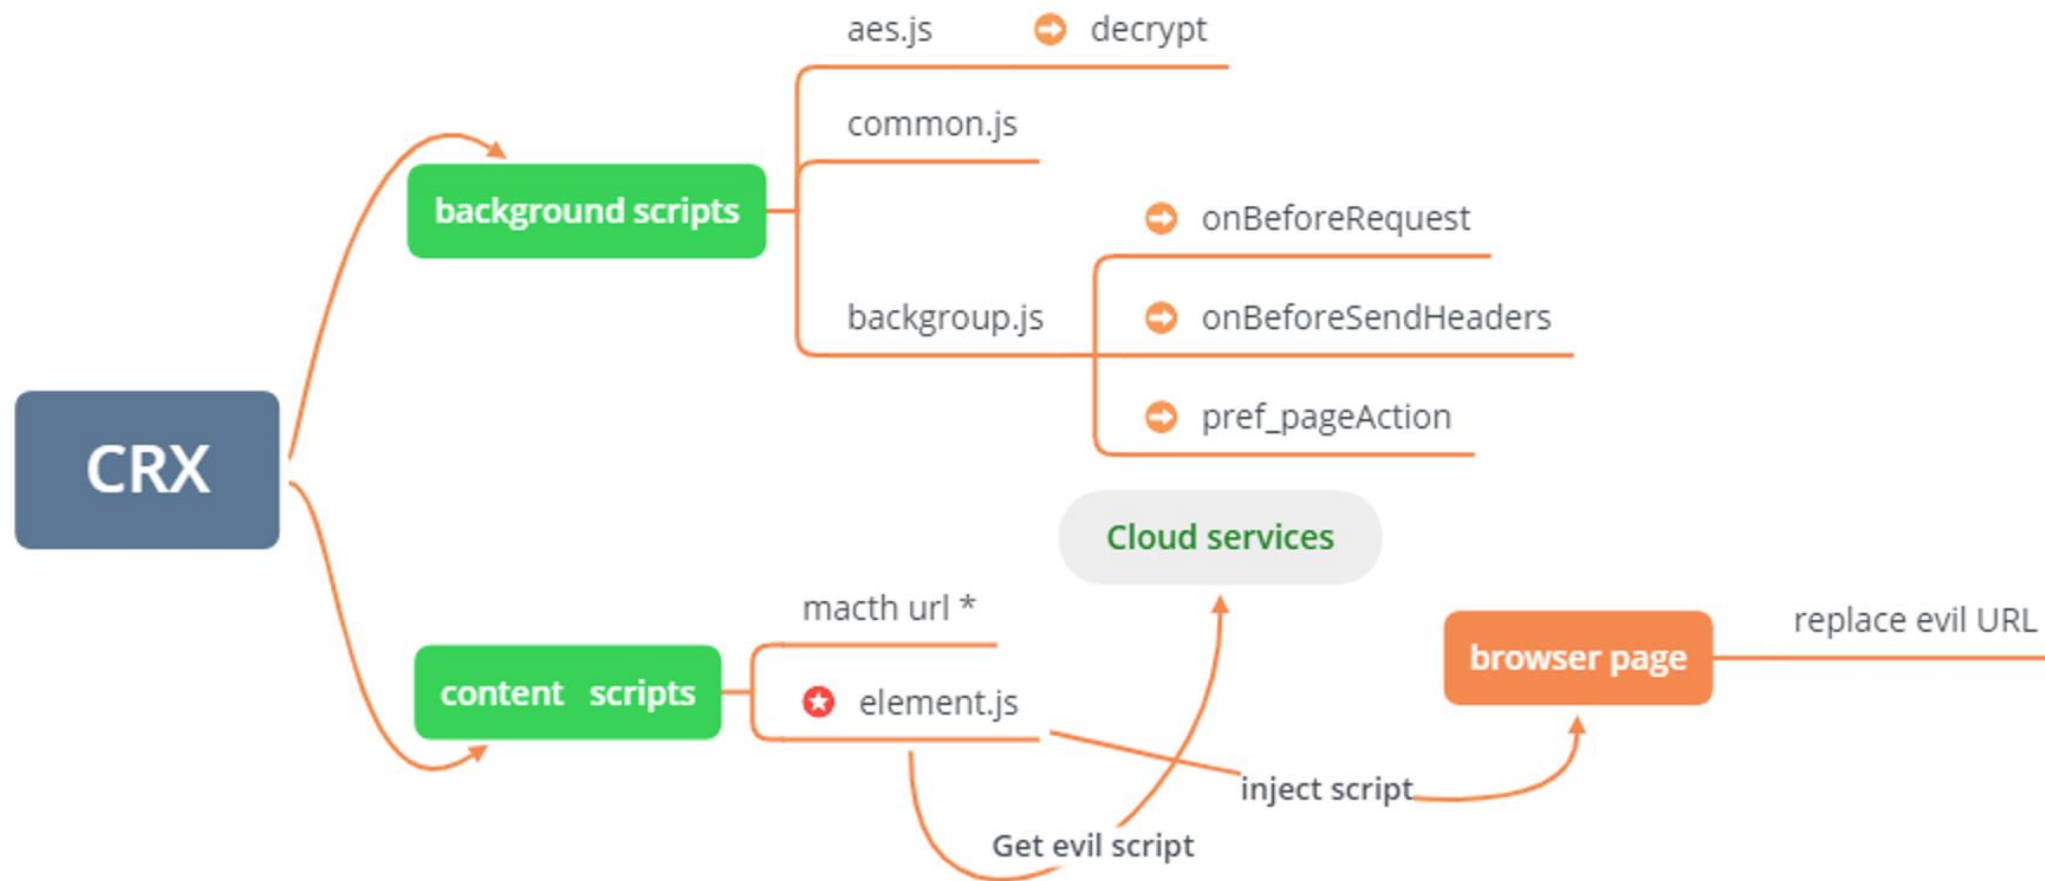 aes.js
decrypt
common.js
background scripts
onBeforeRequest
backgroup.js
onBeforeSendHeaders
pref_pageAction
CRX
Cloud services
macth url *
content scripts
element.js
browser page
replace evil URL
inject script
Get evil script